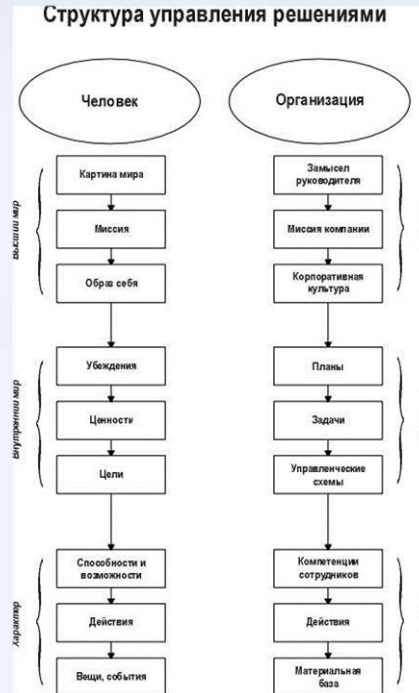 Структура управления решениями
Человек
Организация
Высший мир
Картина мира
Миссия
Образ себя
Замысел
руководителя
Миссия компании
Корпоративная
культура
Внутренний мир
Убеждения
Ценности
Цели
Планы
Задачи
Управленческие
схемы
Характер
Способности и
возможности
Действия
Вещи, события
Компетенции
сотрудников
Действия
Материальная
база